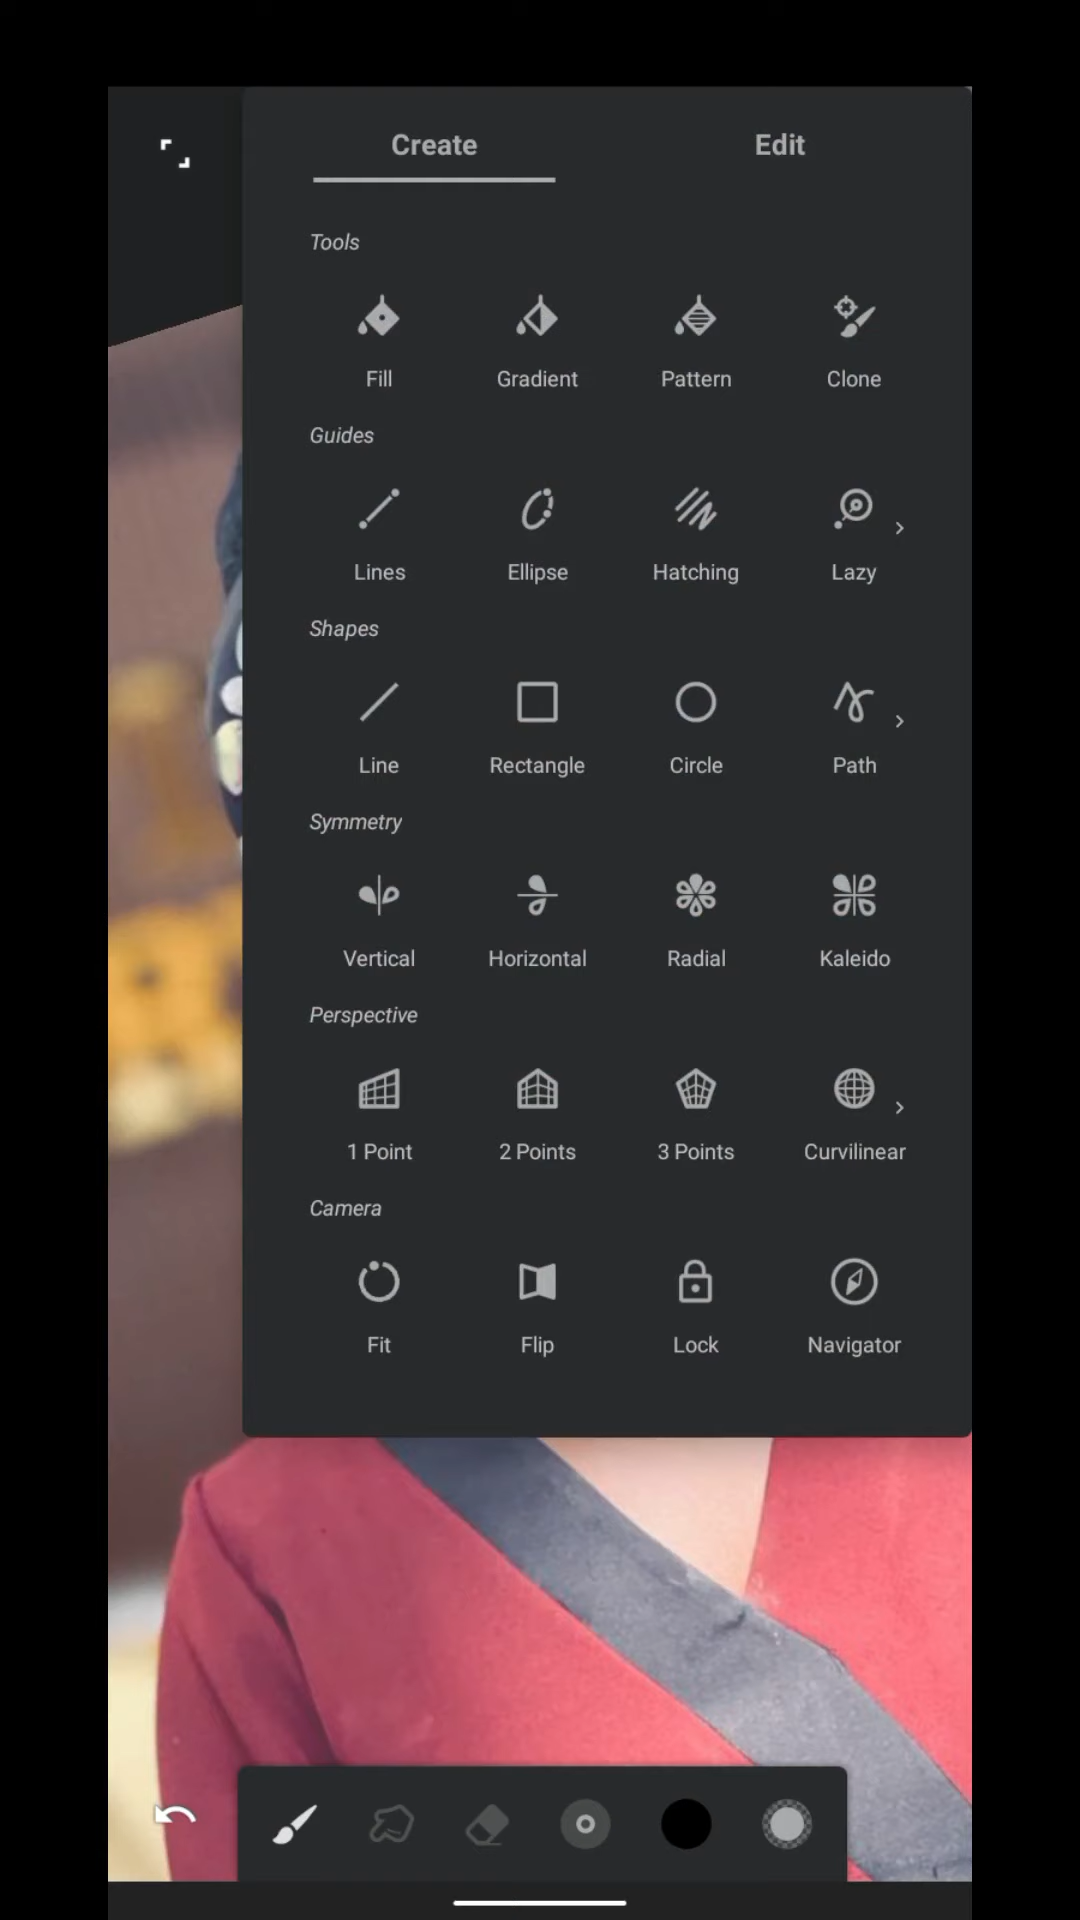 Create Edit
Tools
Fill Gradient Pattern Clone
Guides
Lines Ellipse Hatching Lazy
Shapes
Line Rectangle Circle Path
Symmetry
Vertical Horizontal Radial Kaleido
Perspective
1 Point 2 Points 3 Points Curvilinear
Camera
Fit Flip Lock Navigator